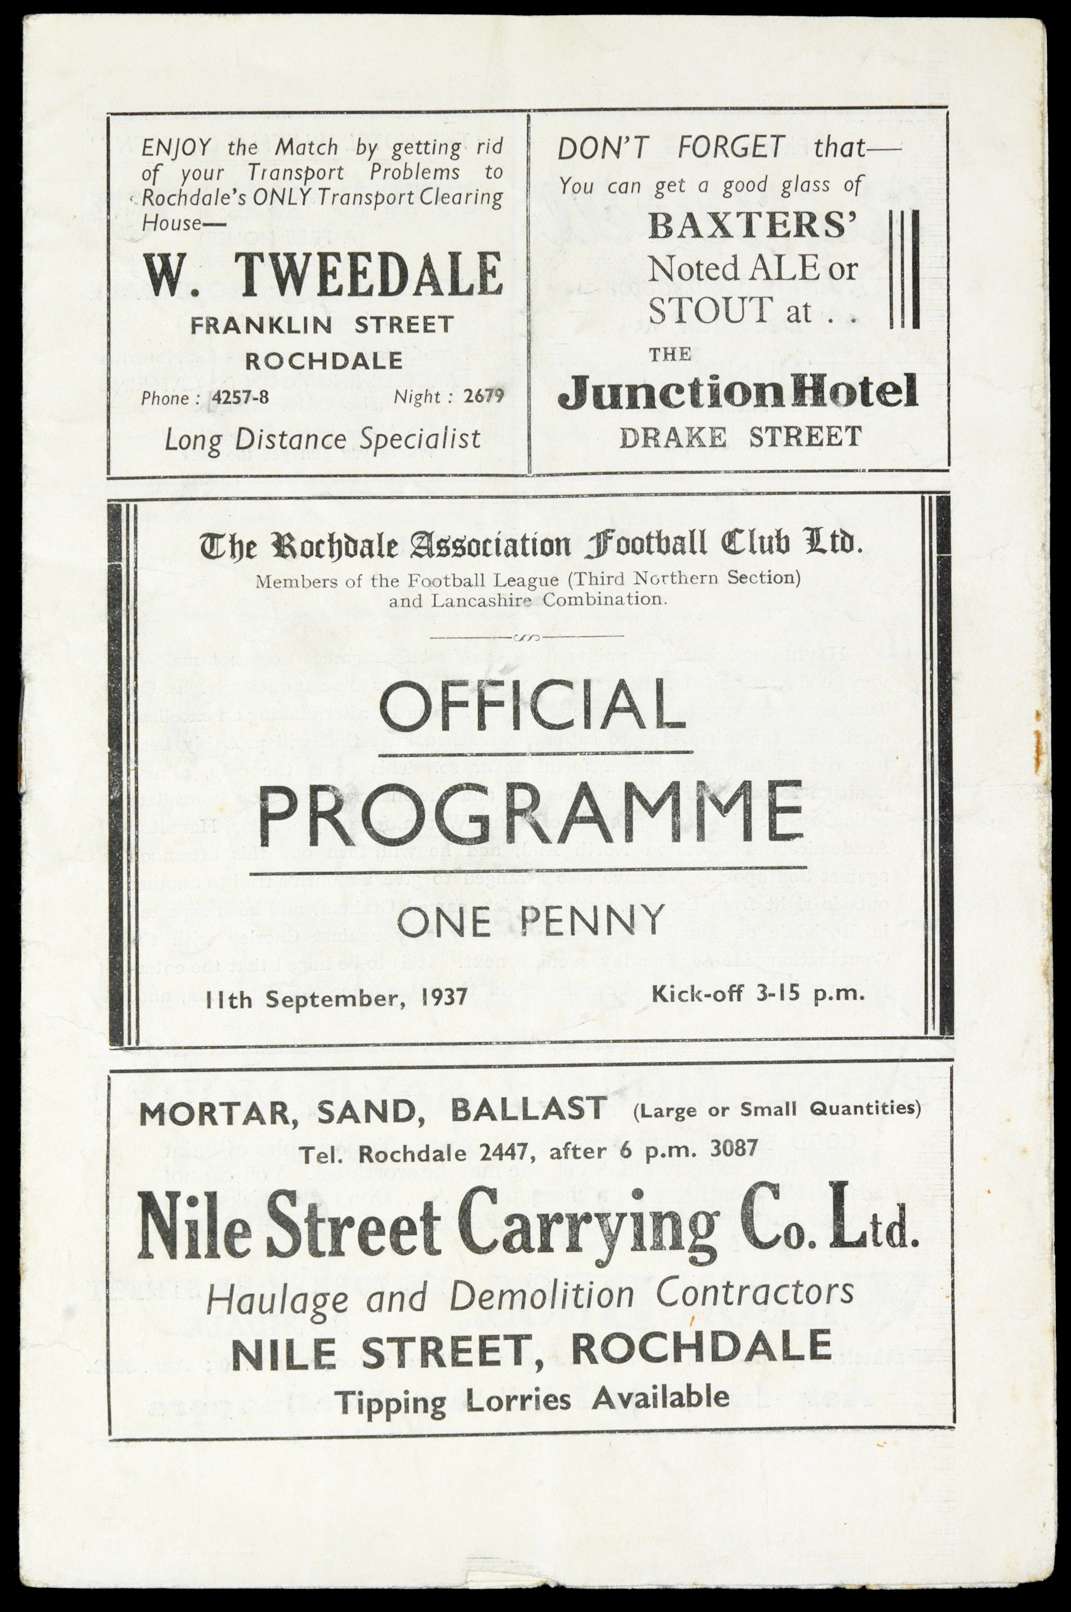 ENJOY the Match by getting rid
of your Transport Problems to
Rochdale's ONLY Transport Clearing
House—
W. TWEEDALE
FRANKLIN STREET
ROCHDALE
Phone : 4257-8 Night : 2679
Long Distance Specialist
DON'T FORGET that—
You can get a good glass of
BAXTERS'
Noted ALE or
STOUT at . .
THE
Junction Hotel
DRAKE STREET
The Rochdale Association Football Club Ltd.
Members of the Football League (Third Northern Section)
and Lancashire Combination.
OFFICIAL
PROGRAMME
ONE PENNY
11th September, 1937 Kick-off 3-15 p.m.
MORTAR, SAND, BALLAST (Large or Small Quantities)
Tel. Rochdale 2447, after 6 p.m. 3087
Nile Street Carrying Co. Ltd.
Haulage and Demolition Contractors
NILE STREET, ROCHDALE
Tipping Lorries Available